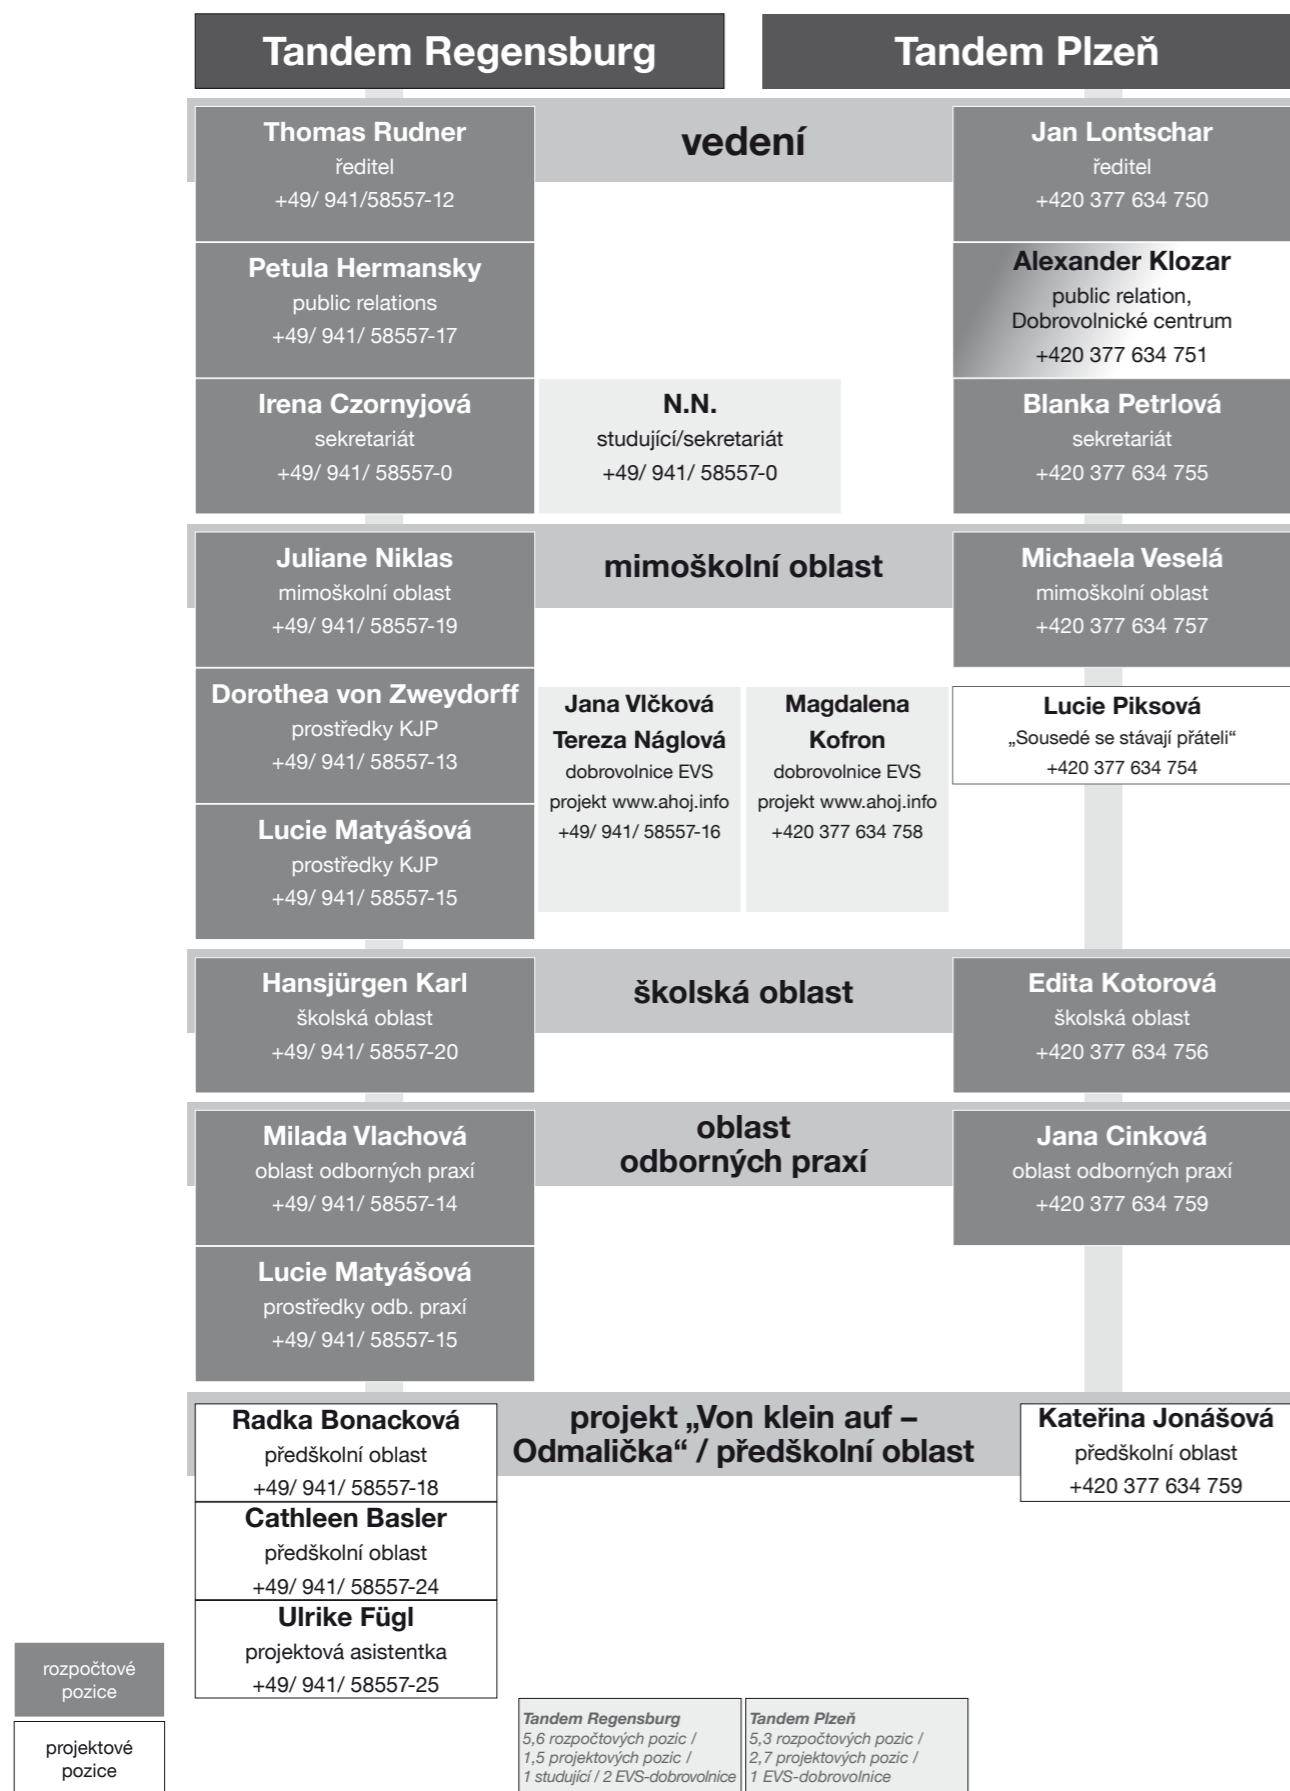 Tandem Regensburg
Tandem Plzeň
vedení
Thomas Rudner
ředitel
+49/ 941/58557-12
Jan Lontschar
ředitel
+420 377 634 750
Petula Hermansky
public relations
+49/ 941/ 58557-17
Alexander Klozar
public relation,
Dobrovolnické centrum
+420 377 634 751
Irena Czornyjová
sekretariát
+49/ 941/ 58557-0
N.N.
studující/sekretariát
+49/ 941/ 58557-0
Blanka Petrlová
sekretariát
+420 377 634 755
mimoškolní oblast
Juliane Niklas
mimoškolní oblast
+49/ 941/ 58557-19
Michaela Veselá
mimoškolní oblast
+420 377 634 757
Dorothea von Zweydorff
prostředky KJP
+49/ 941/ 58557-13
Lucie Matyášová
prostředky KJP
+49/ 941/ 58557-15
Jana Vlčková
Tereza Náglová
dobrovolnice EVS
projekt www.ahoj.info
+49/ 941/ 58557-16
Magdalena
Kofron
dobrovolnice EVS
projekt www.ahoj.info
+420 377 634 758
Lucie Piksová
„Sousedé se stávají přáteli“
+420 377 634 754
školská oblast
Hansjürgen Karl
školská oblast
+49/ 941/ 58557-20
Edita Kotorová
školská oblast
+420 377 634 756
oblast
odborných praxí
Milada Vlachová
oblast odborných praxí
+49/ 941/ 58557-14
Jana Cinková
oblast odborných praxí
+420 377 634 759
Lucie Matyášová
prostředky odb. praxí
+49/ 941/ 58557-15
projekt „Von klein auf –
Odmalička“ / předškolní oblast
Radka Bonacková
předškolní oblast
+49/ 941/ 58557-18
Kateřina Jonášová
předškolní oblast
+420 377 634 759
Cathleen Basler
předškolní oblast
+49/ 941/ 58557-24
Ulrike Fügl
projektová asistentka
+49/ 941/ 58557-25
rozpočtové
pozice
projektové
pozice
Tandem Regensburg
5,6 rozpočtových pozic /
1,5 projektových pozic /
1 studující / 2 EVS-dobrovolnice
Tandem Plzeň
5,3 rozpočtových pozic /
2,7 projektových pozic /
1 EVS-dobrovolnice